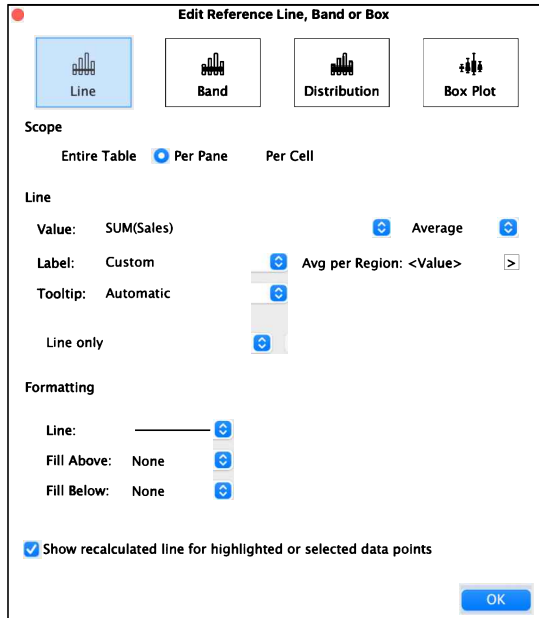 Edit Reference Line, Band or Box
Line Band Distribution Box Plot
Scope
Entire Table Per Pane Per Cell
Line
Value: SUM(Sales) Average
Label: Custom Avg per Region: <Value> >
Tooltip: Automatic
Line only
Formatting
Line:
Fill Above: None
Fill Below: None
Show recalculated line for highlighted or selected data points
OK